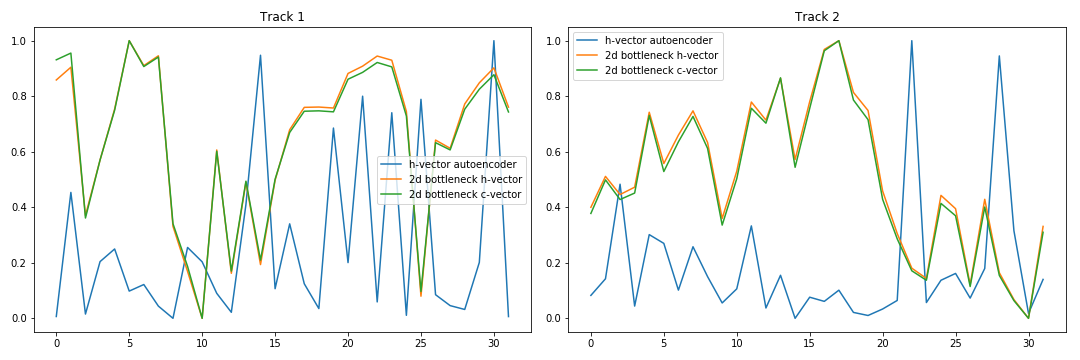 Track 1
1.0
0.8
0.6
0.4
0.2
0.0
h-vector autoencoder
2d bottleneck h-vector
2d bottleneck c-vector
0 5 10 15 20 25 30
Track 2
h-vector autoencoder
2d bottleneck h-vector
2d bottleneck c-vector
1.0
0.8
0.6
0.4
0.2
0.0
0 5 10 15 20 25 30